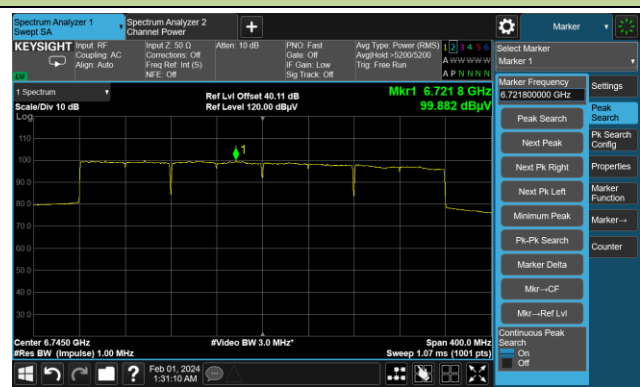 Spectrum Analyzer 1
Swept SA
Spectrum Analyzer 2
Channel Power
+
Marker
KEYSIGHT
Input: RF
Coupling: AC
Align: Auto
Input Z: 50 Ω
Corrections: Off
Freq Ref: Int (S)
NFE: Off
Atten: 10 dB
PNO: Fast
Gate: Off
IF Gain: Low
Sig Track: Off
Avg Type: Power (RMS)
Avg|Hold:>5200/5200
Trig: Free Run
1 2 3 4 5 6
A W W W W W
A P N N N N
LW
Select Marker
Marker 1
1 Spectrum
Scale/Div 10 dB
Log
Ref Lvl Offset 40.11 dB
Ref Level 120.00 dBµV
Mkr1 6.721 8 GHz
99.882 dBµV
110
100
90.0
80.0
70.0
60.0
50.0
40.0
30.0
1
Center 6.7450 GHz
#Res BW (Impulse) 1.00 MHz
#Video BW 3.0 MHz*
Span 400.0 MHz
Sweep 1.07 ms (1001 pts)
Marker Frequency
6.721800000 GHz
Peak Search
Next Peak
Next Pk Right
Next Pk Left
Minimum Peak
Pk-Pk Search
Marker Delta
Mkr→CF
Mkr→Ref Lvl
Continuous Peak
Search
On
Off
Settings
Peak
Search
Pk Search
Config
Properties
Marker
Function
Marker→
Counter
?
Feb 01, 2024
1:31:10 AM